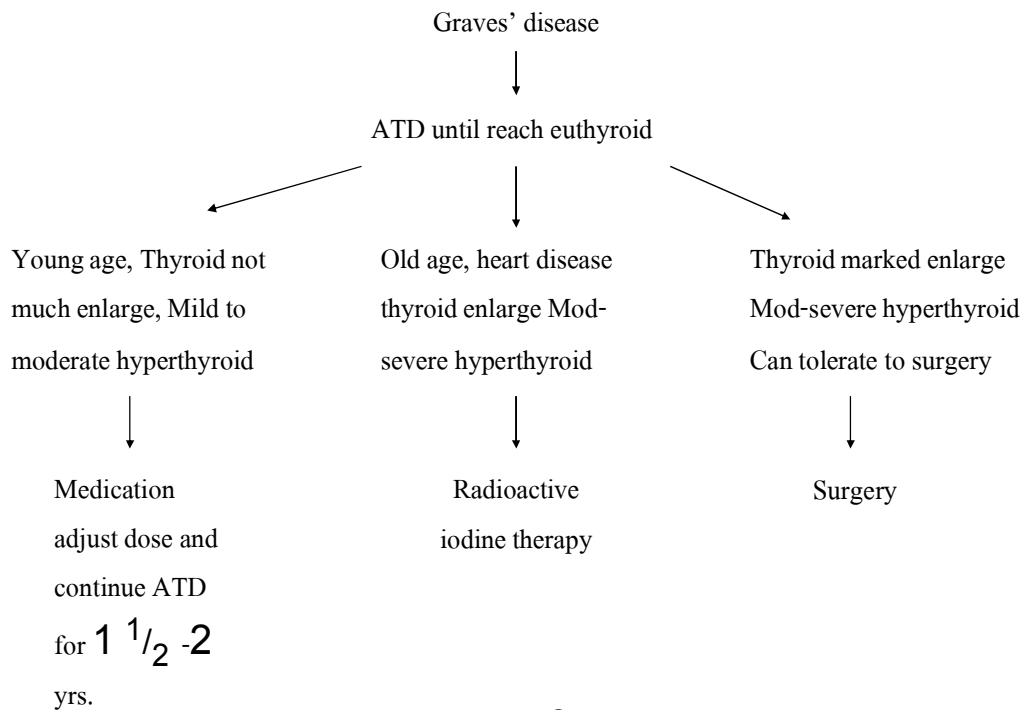 Graves’ disease
ATD until reach euthyroid
Young age, Thyroid not
much enlarge, Mild to
moderate hyperthyroid
Old age, heart disease
thyroid enlarge Mod-
severe hyperthyroid
Thyroid marked enlarge
Mod-severe hyperthyroid
Can tolerate to surgery
Medication
adjust dose and
continue ATD
for 1 1/2 -2
yrs.
Radioactive
iodine therapy
Surgery